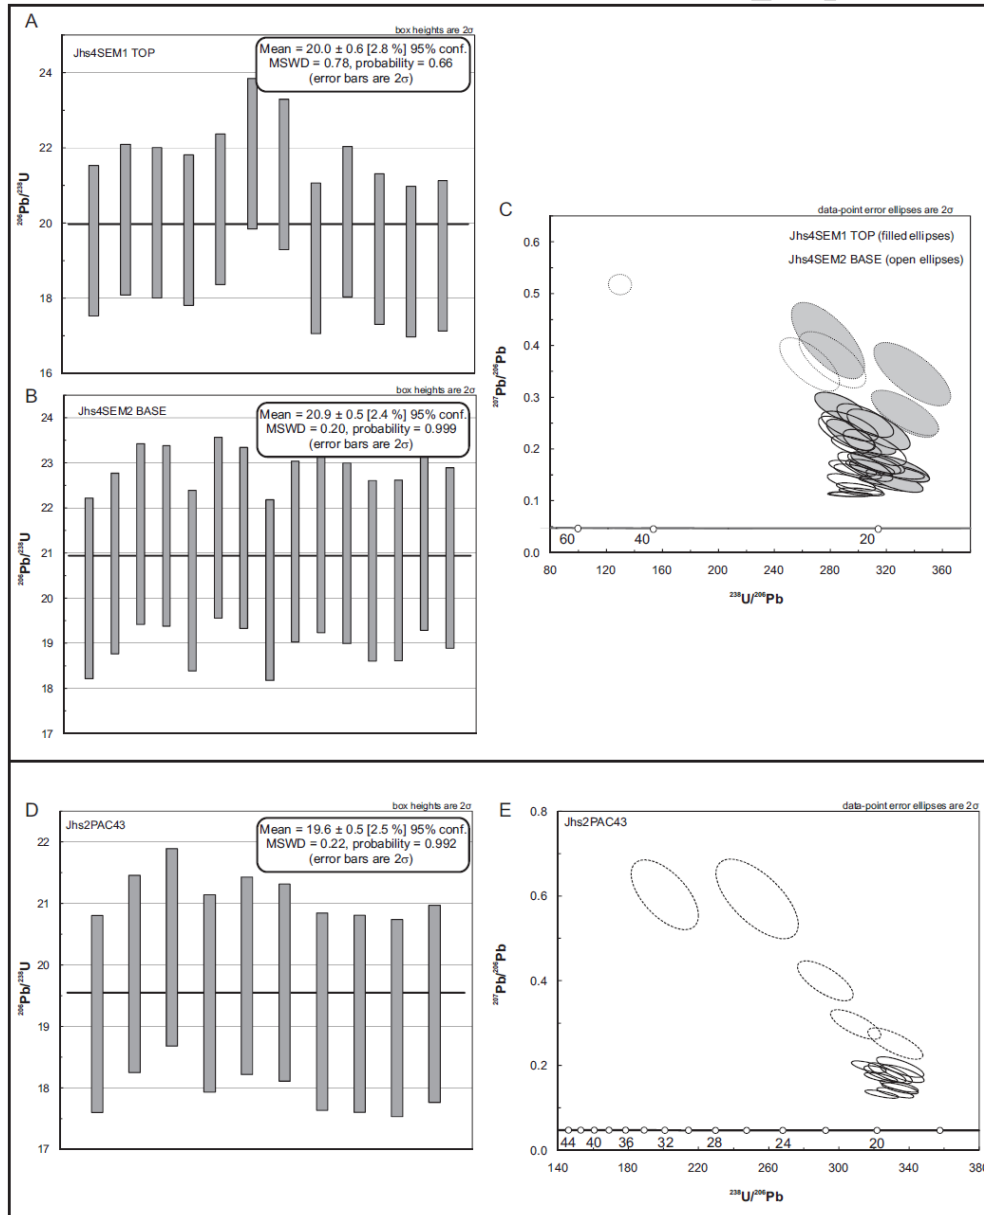 A
box heights are 2σ
Jhs4SEM1 TOP
Mean = 20.0 ± 0.6 [2.8 %] 95% conf.
MSWD = 0.78, probability = 0.66
(error bars are 2σ)
24
22
20
18
16
206Pb/238U
B
box heights are 2σ
Jhs4SEM2 BASE
Mean = 20.9 ± 0.5 [2.4 %] 95% conf.
MSWD = 0.20, probability = 0.999
(error bars are 2σ)
24.5
24
23
22
21
20
19
18
17
206Pb/238U
C
data-point error ellipses are 2σ
Jhs4SEM1 TOP (filled ellipses)
Jhs4SEM2 BASE (open ellipses)
0.6
0.5
0.4
0.3
0.2
0.1
0.0
207Pb/206Pb
60 40 20
80 120 160 200 240 280 320 360
238U/206Pb
D
box heights are 2σ
Jhs2PAC43
Mean = 19.6 ± 0.5 [2.5 %] 95% conf.
MSWD = 0.22, probability = 0.992
(error bars are 2σ)
22
21
20
19
18
17
206Pb/238U
E
data-point error ellipses are 2σ
Jhs2PAC43
0.8
0.6
0.4
0.2
0.0
207Pb/206Pb
44 40 36 32 28 24 20
140 180 220 260 300 340 380
238U/206Pb